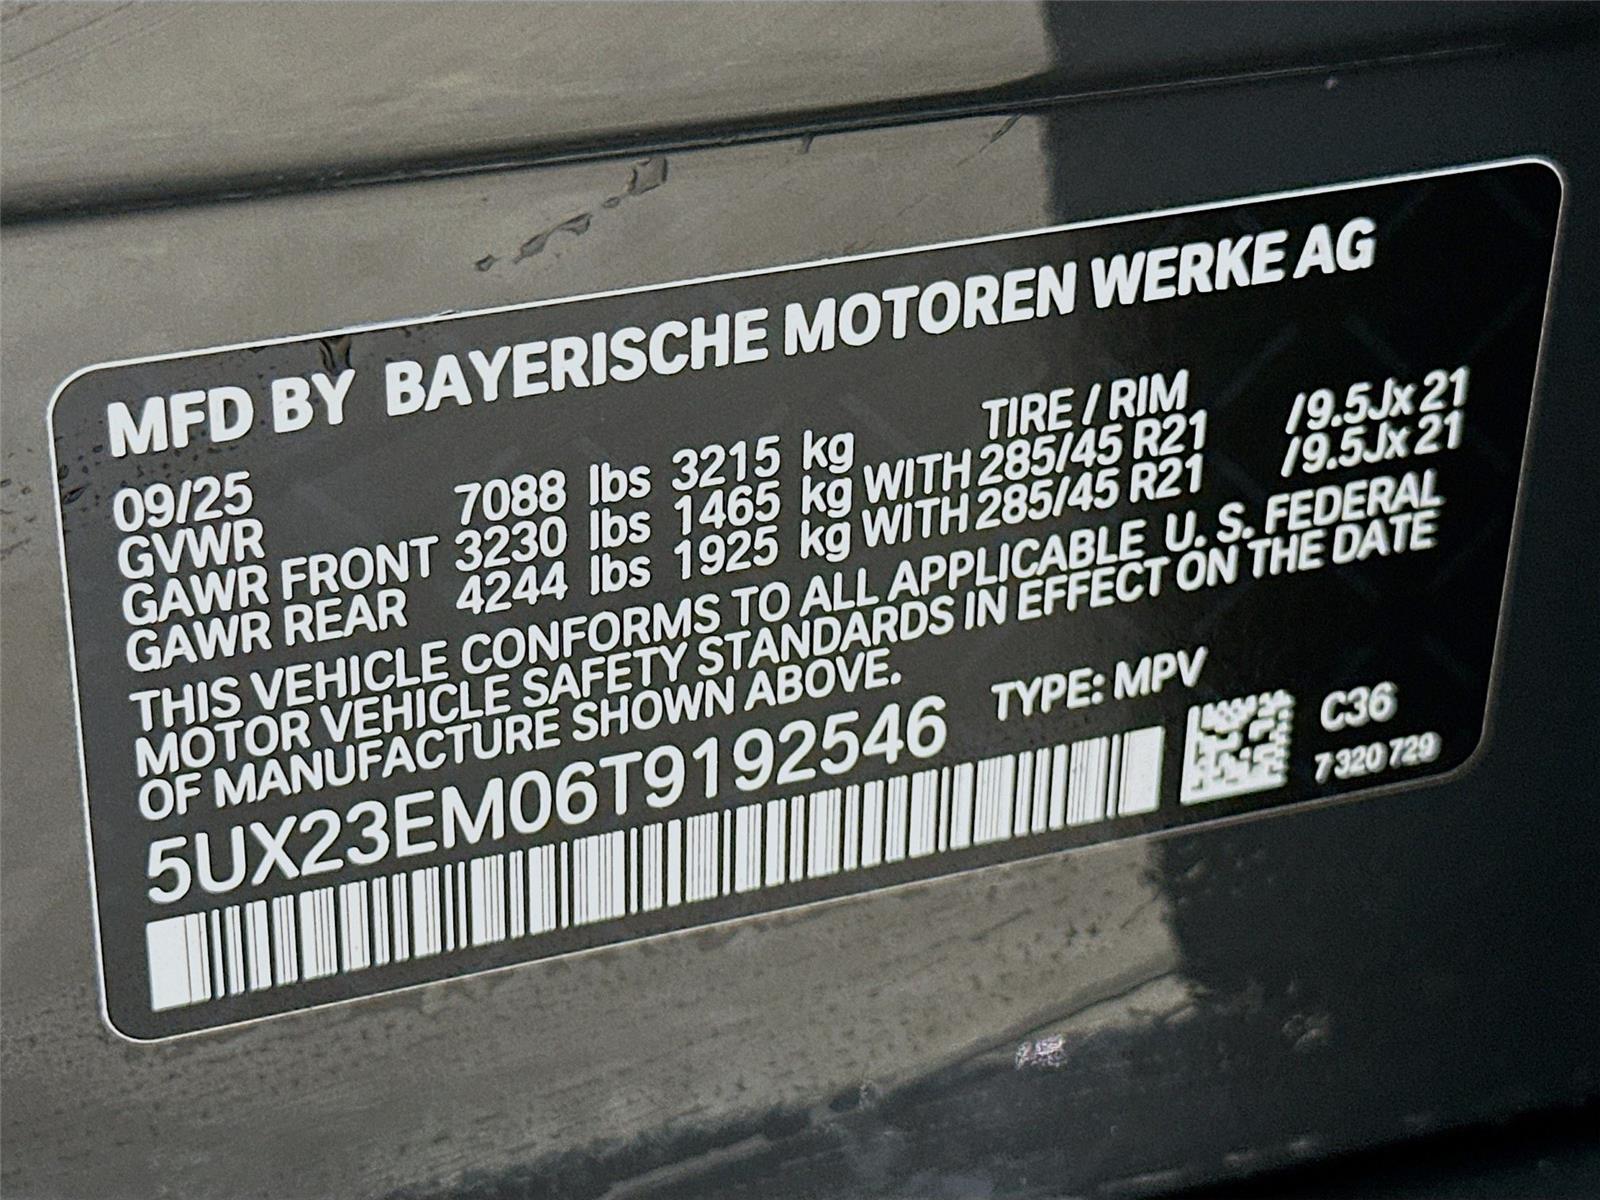 MFD BY BAYERISCHE MOTOREN WERKE AG
09/25 TIRE / RIM
GVWR 7088 lbs 3215 kg
GAWR FRONT 3230 lbs 1465 kg WITH 285/45 R21 /9.5Jx 21
GAWR REAR 4244 lbs 1925 kg WITH 285/45 R21 /9.5Jx 21
THIS VEHICLE CONFORMS TO ALL APPLICABLE U. S. FEDERAL
MOTOR VEHICLE SAFETY STANDARDS IN EFFECT ON THE DATE
OF MANUFACTURE SHOWN ABOVE.
5UX23EM06T9192546 TYPE: MPV
C36
7 320 729